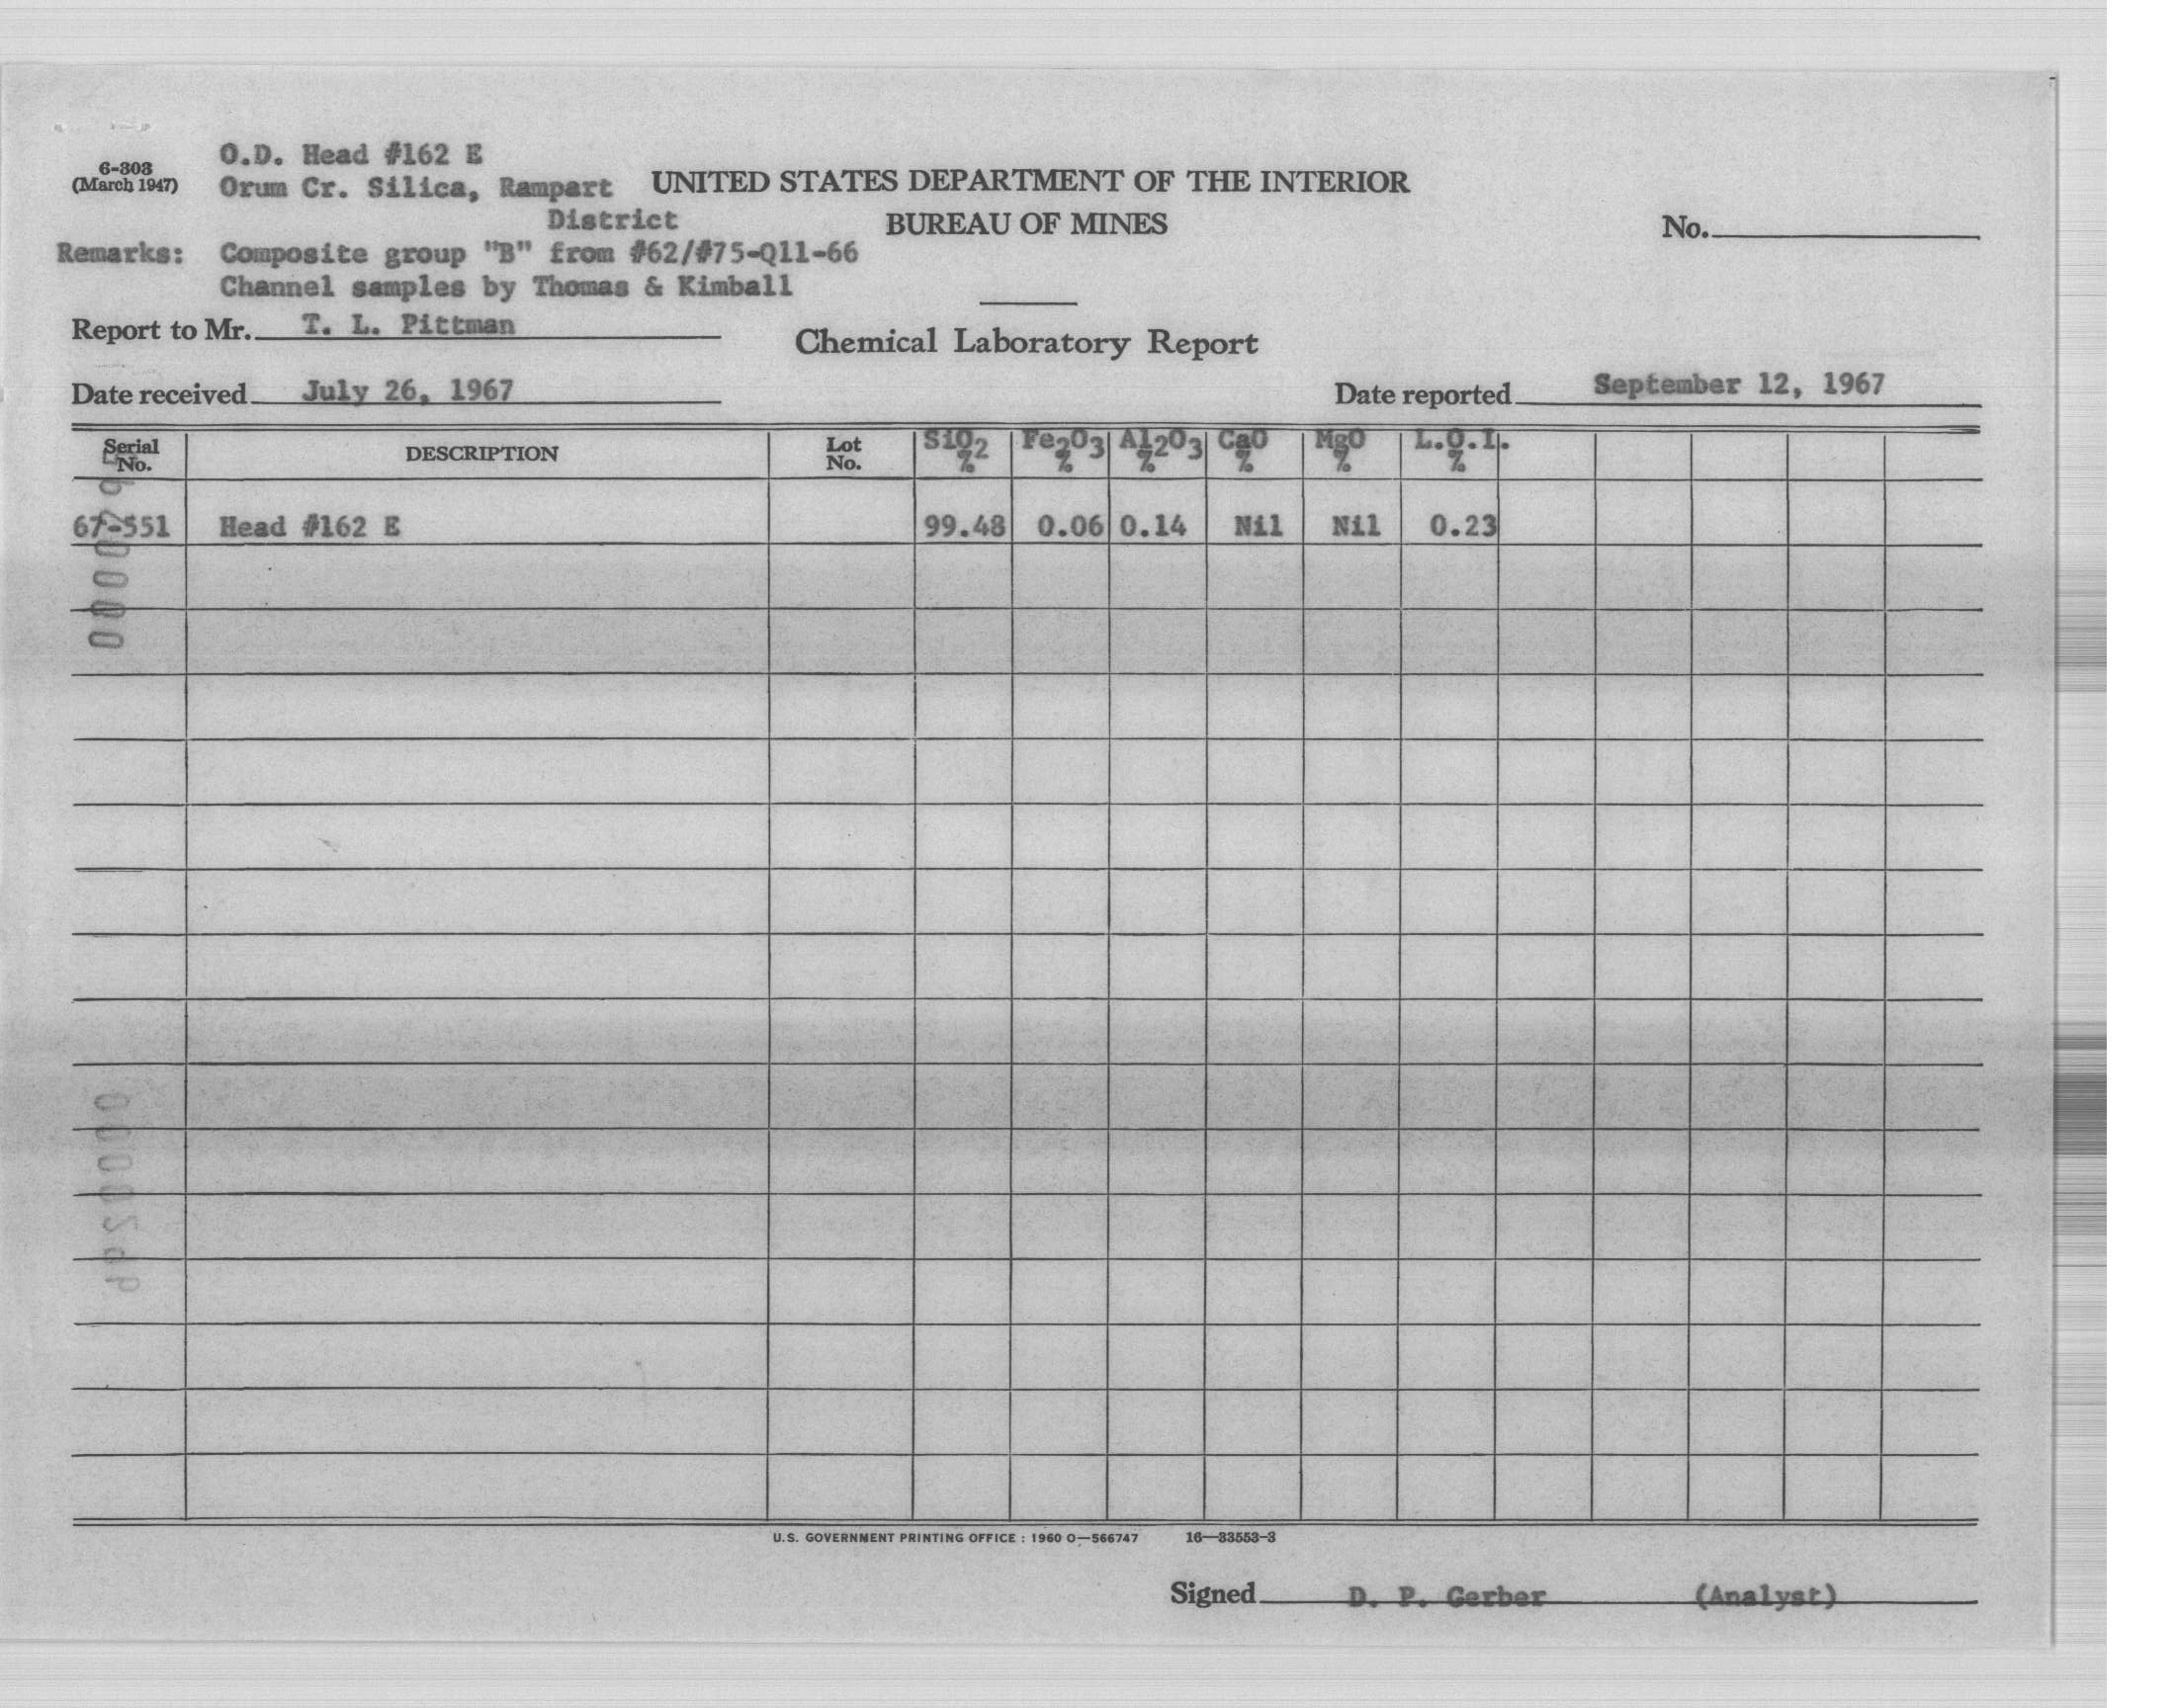 O.D. Head #162 E
6-303
(March 1947)
Orum Cr. Silica, Rampart
District
UNITED STATES DEPARTMENT OF THE INTERIOR
BUREAU OF MINES
No.
Remarks: Composite group "B" from #62/#75-Q11-66
Channel samples by Thomas & Kimball
Report to Mr. T. L. Pittman
Chemical Laboratory Report
Date received July 26, 1967
Date reported September 12, 1967
Serial No. DESCRIPTION Lot No. SiO2 % Fe2O3 % Al2O3 % CaO % MgO % L.O.I. %
67-551 Head #162 E 99.48 0.06 0.14 Nil Nil 0.23
U.S. GOVERNMENT PRINTING OFFICE : 1960 O—566747 16—33553-3
Signed D. P. Gerber (Analyst)